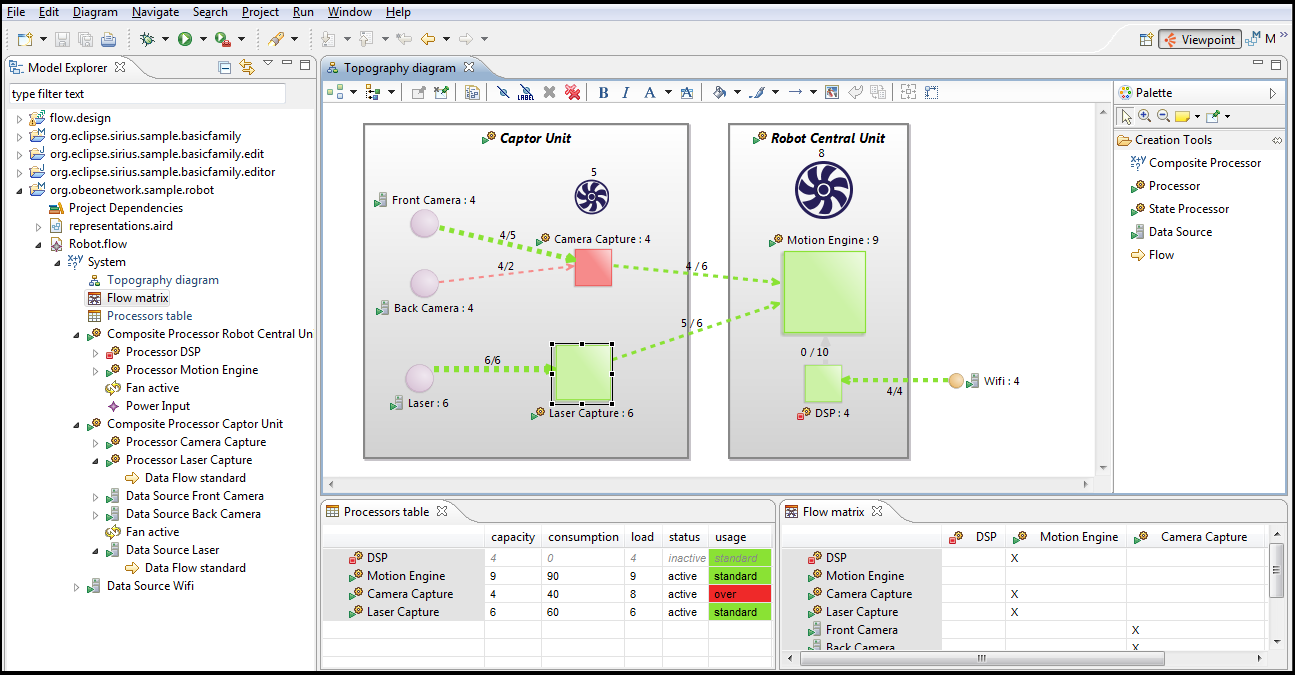 File Edit Diagram Navigate Search Project Run Window Help
Viewpoint M
Model Explorer
type filter text
flow.design
org.eclipse.sirius.sample.basicfamily
org.eclipse.sirius.sample.basicfamily.edit
org.eclipse.sirius.sample.basicfamily.editor
org.obeonetwork.sample.robot
Project Dependencies
representations.aird
Robot.flow
System
Topography diagram
Flow matrix
Processors table
Composite Processor Robot Central Un
Processor DSP
Processor Motion Engine
Fan active
Power Input
Composite Processor Captor Unit
Processor Camera Capture
Processor Laser Capture
Data Flow standard
Data Source Front Camera
Data Source Back Camera
Fan active
Data Source Laser
Data Flow standard
Data Source Wifi
Topography diagram
LABEL B I A A
Captor Unit
5
Front Camera : 4
4/5
Camera Capture : 4
4/2
Back Camera : 4
6/6
Laser : 6
Laser Capture : 6
4 / 6
5 / 6
Robot Central Unit
8
Motion Engine : 9
0 / 10
DSP : 4
4/4
Wifi : 4
Palette
Creation Tools
Composite Processor
Processor
State Processor
Data Source
Flow
Processors table
capacity consumption load status usage
DSP 4 0 4 inactive standard
Motion Engine 9 90 9 active standard
Camera Capture 4 40 8 active over
Laser Capture 6 60 6 active standard
Flow matrix
DSP Motion Engine Camera Capture
DSP X
Motion Engine
Camera Capture X
Laser Capture X
Front Camera X
Back Camera X